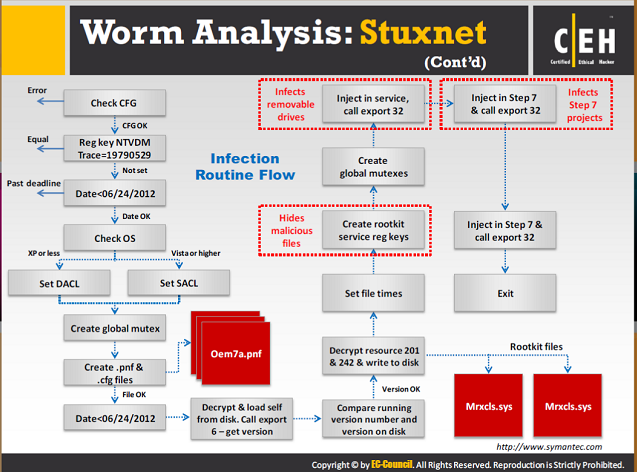 Worm Analysis: Stuxnet
(Cont'd)
C|EH
Certified Ethical Hacker
Error
Check CFG
CFG OK
Equal
Reg key NTVDM
Trace=19790529
Not set
Past deadline
Date<06/24/2012
Date OK
Check OS
XP or less
Vista or higher
Set DACL
Set SACL
Create global mutex
Create .pnf &
.cfg files
Oem7a.pnf
File OK
Date<06/24/2012
Decrypt & load self
from disk. Call export
6 – get version
Compare running
version number and
version on disk
Version OK
Decrypt resource 201
& 242 & write to disk
Rootkit files
Mrxcls.sys
Mrxcls.sys
Set file times
Hides
malicious
files
Create rootkit
service reg keys
Create
global mutexes
Infection
Routine Flow
Infects
removable
drives
Inject in service,
call export 32
Inject in Step 7
& call export 32
Infects
Step 7
projects
Inject in Step 7 &
call export 32
Exit
http://www.symantec.com
Copyright © by EC-Council. All Rights Reserved. Reproduction is Strictly Prohibited.